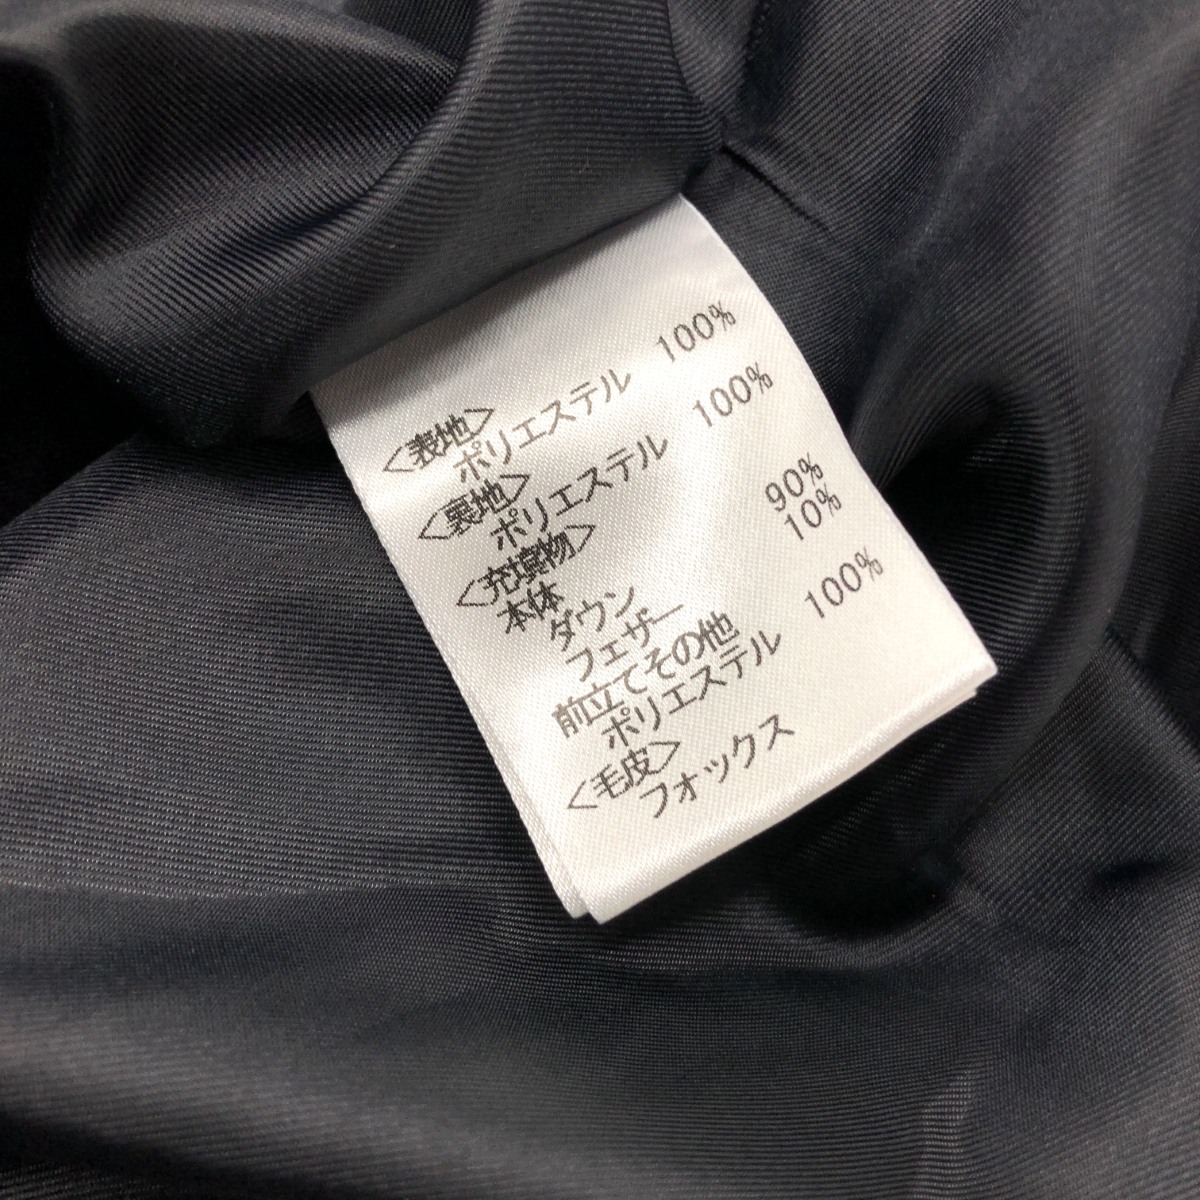 <表地>
ポリエステル 100%
<裏地>
ポリエステル 100%
<充填物>
本体
ダウン 90%
フェザー 10%
前立てその他
ポリエステル 100%
<毛皮>
フォックス